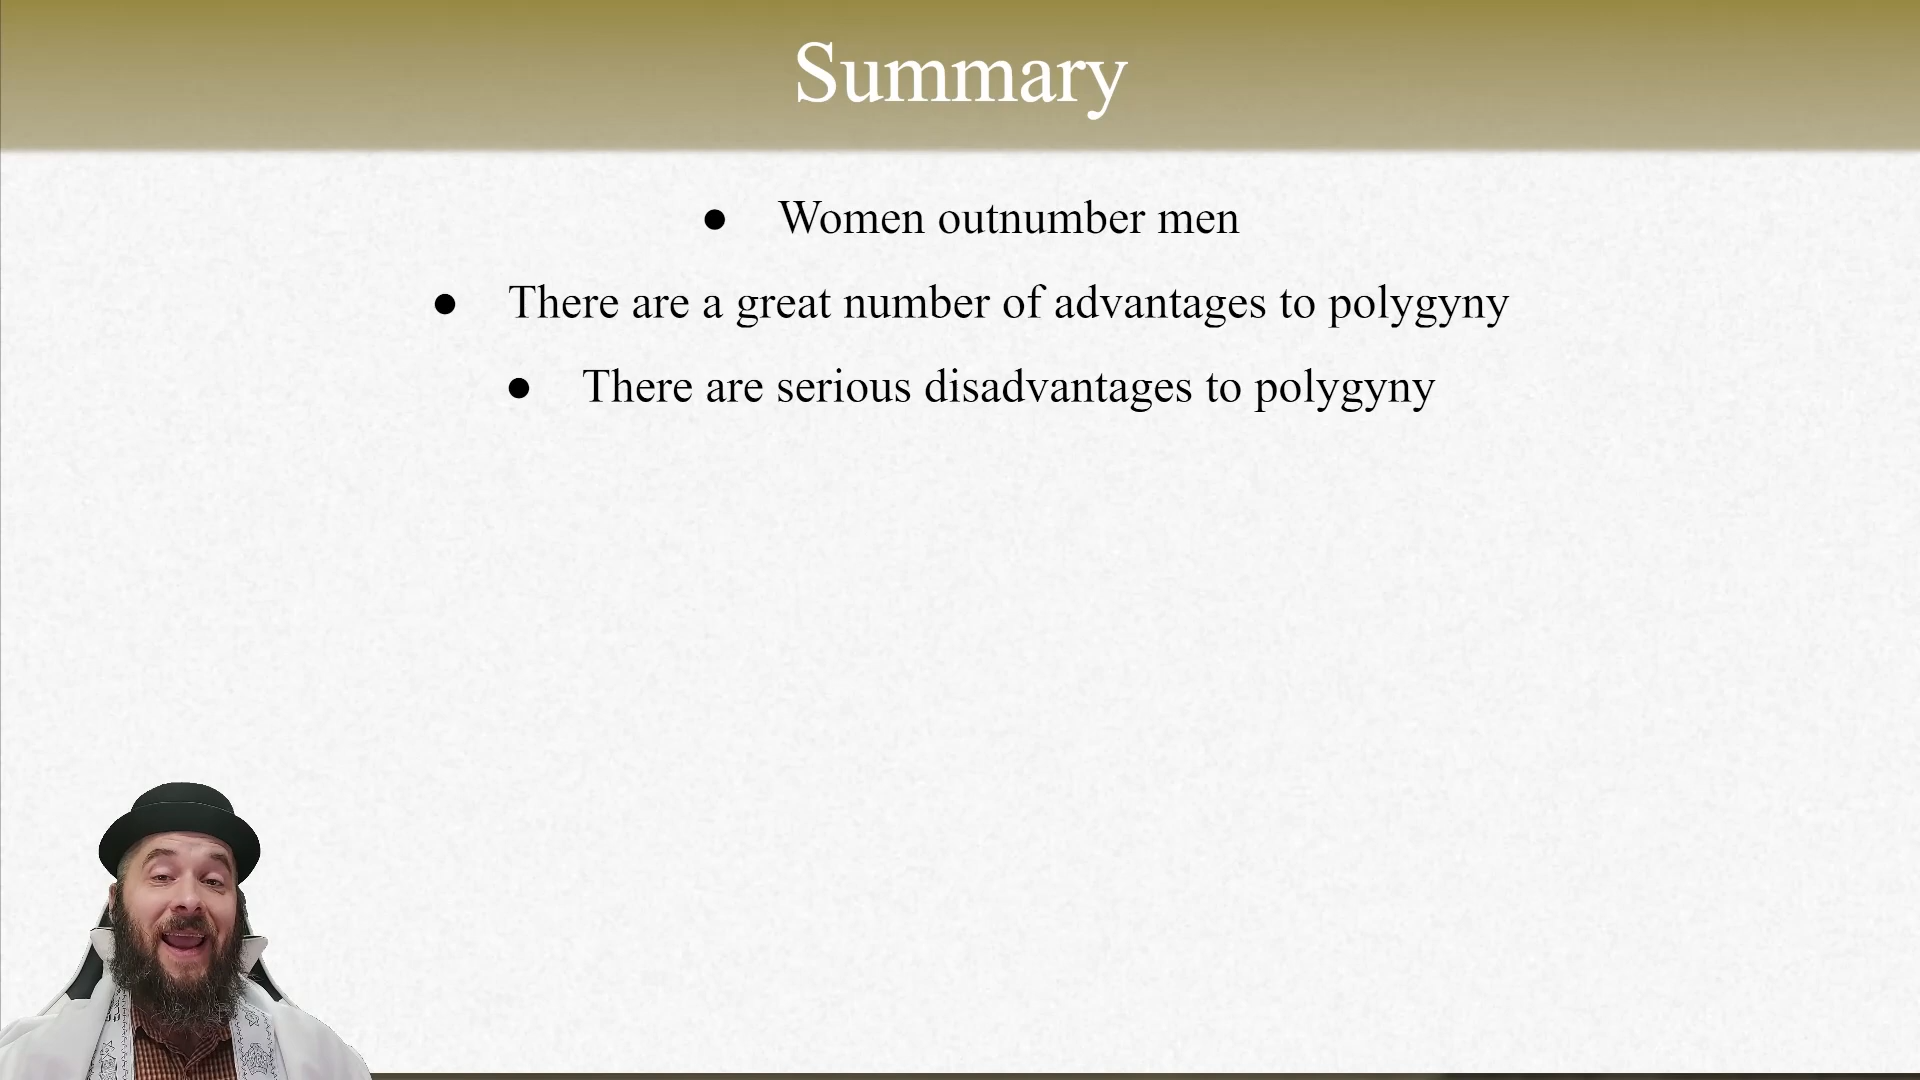 Summary
● Women outnumber men
● There are a great number of advantages to polygyny
● There are serious disadvantages to polygyny